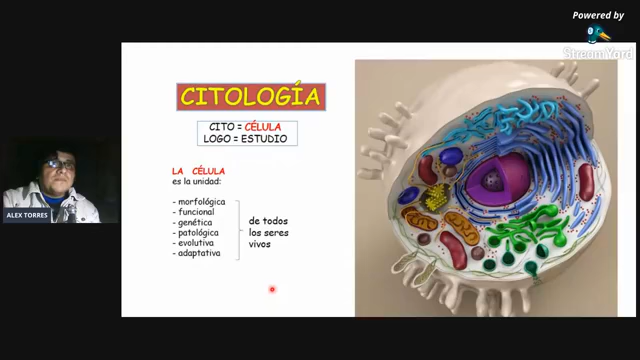 Powered by
StreamYard
CITOLOGÍA
CITO = CÉLULA
LOGO = ESTUDIO
LA CÉLULA
es la unidad:
- morfológica
- funcional
- genética
- patológica
- evolutiva
- adaptativa
de todos
los seres
vivos
ALEX TORRES